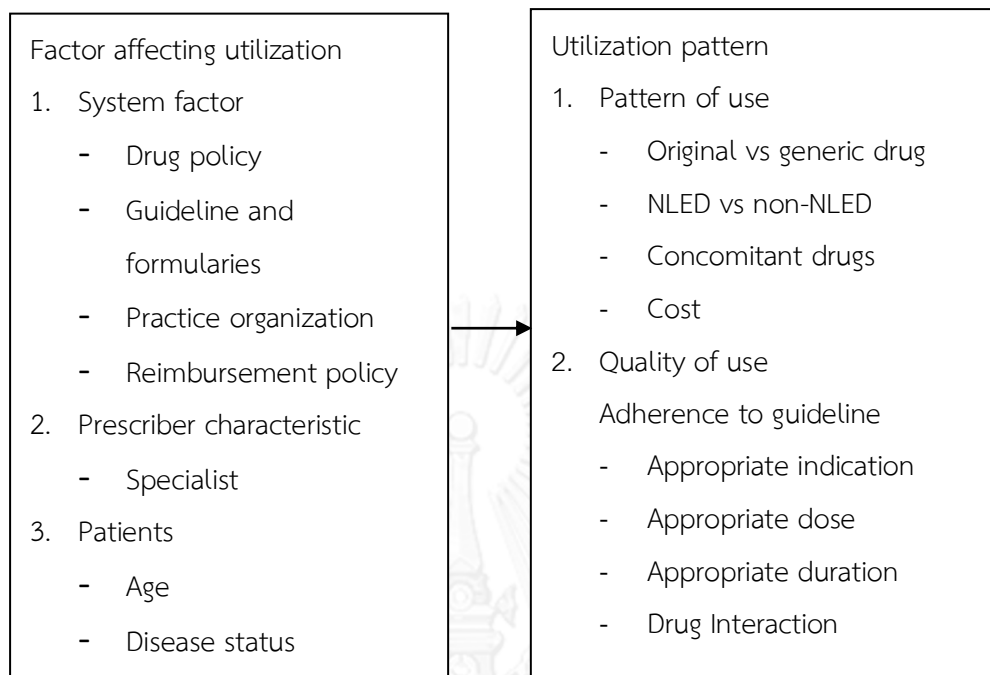 Factor affecting utilization
1. System factor
- Drug policy
- Guideline and
formularies
- Practice organization
- Reimbursement policy
2. Prescriber characteristic
- Specialist
3. Patients
- Age
- Disease status
Utilization pattern
1. Pattern of use
- Original vs generic drug
- NLED vs non-NLED
- Concomitant drugs
- Cost
2. Quality of use
Adherence to guideline
- Appropriate indication
- Appropriate dose
- Appropriate duration
- Drug Interaction